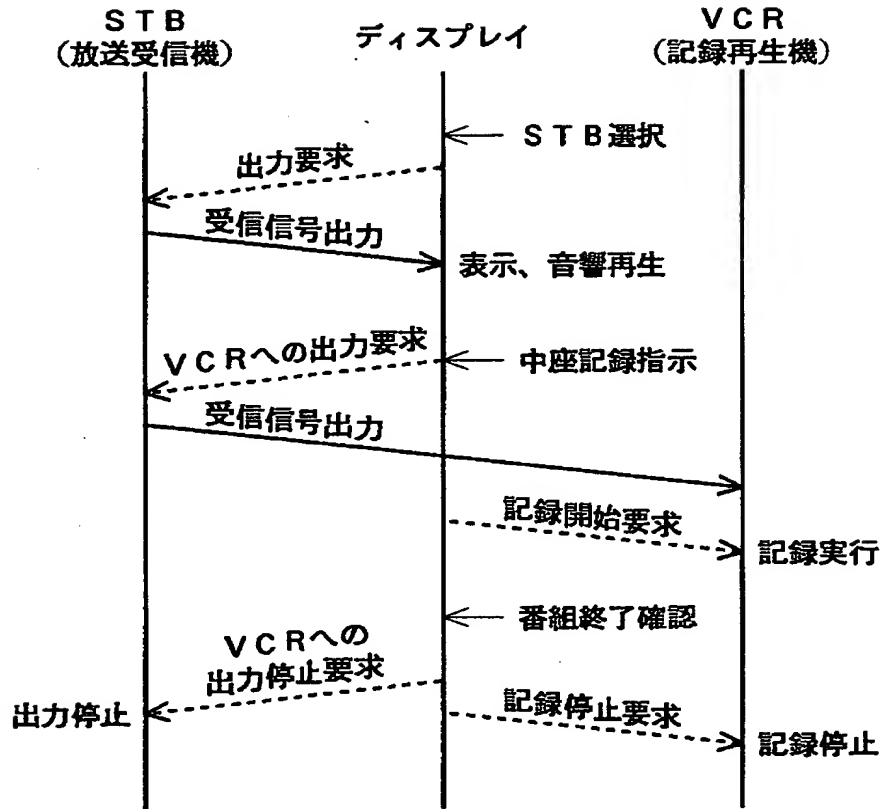 ＳＴＢ
（放送受信機）
ディスプレイ
ＶＣＲ
（記録再生機）
ＳＴＢ選択
出力要求
受信信号出力
表示、音響再生
ＶＣＲへの出力要求
中座記録指示
受信信号出力
記録開始要求
記録実行
番組終了確認
ＶＣＲへの
出力停止要求
出力停止
記録停止要求
記録停止